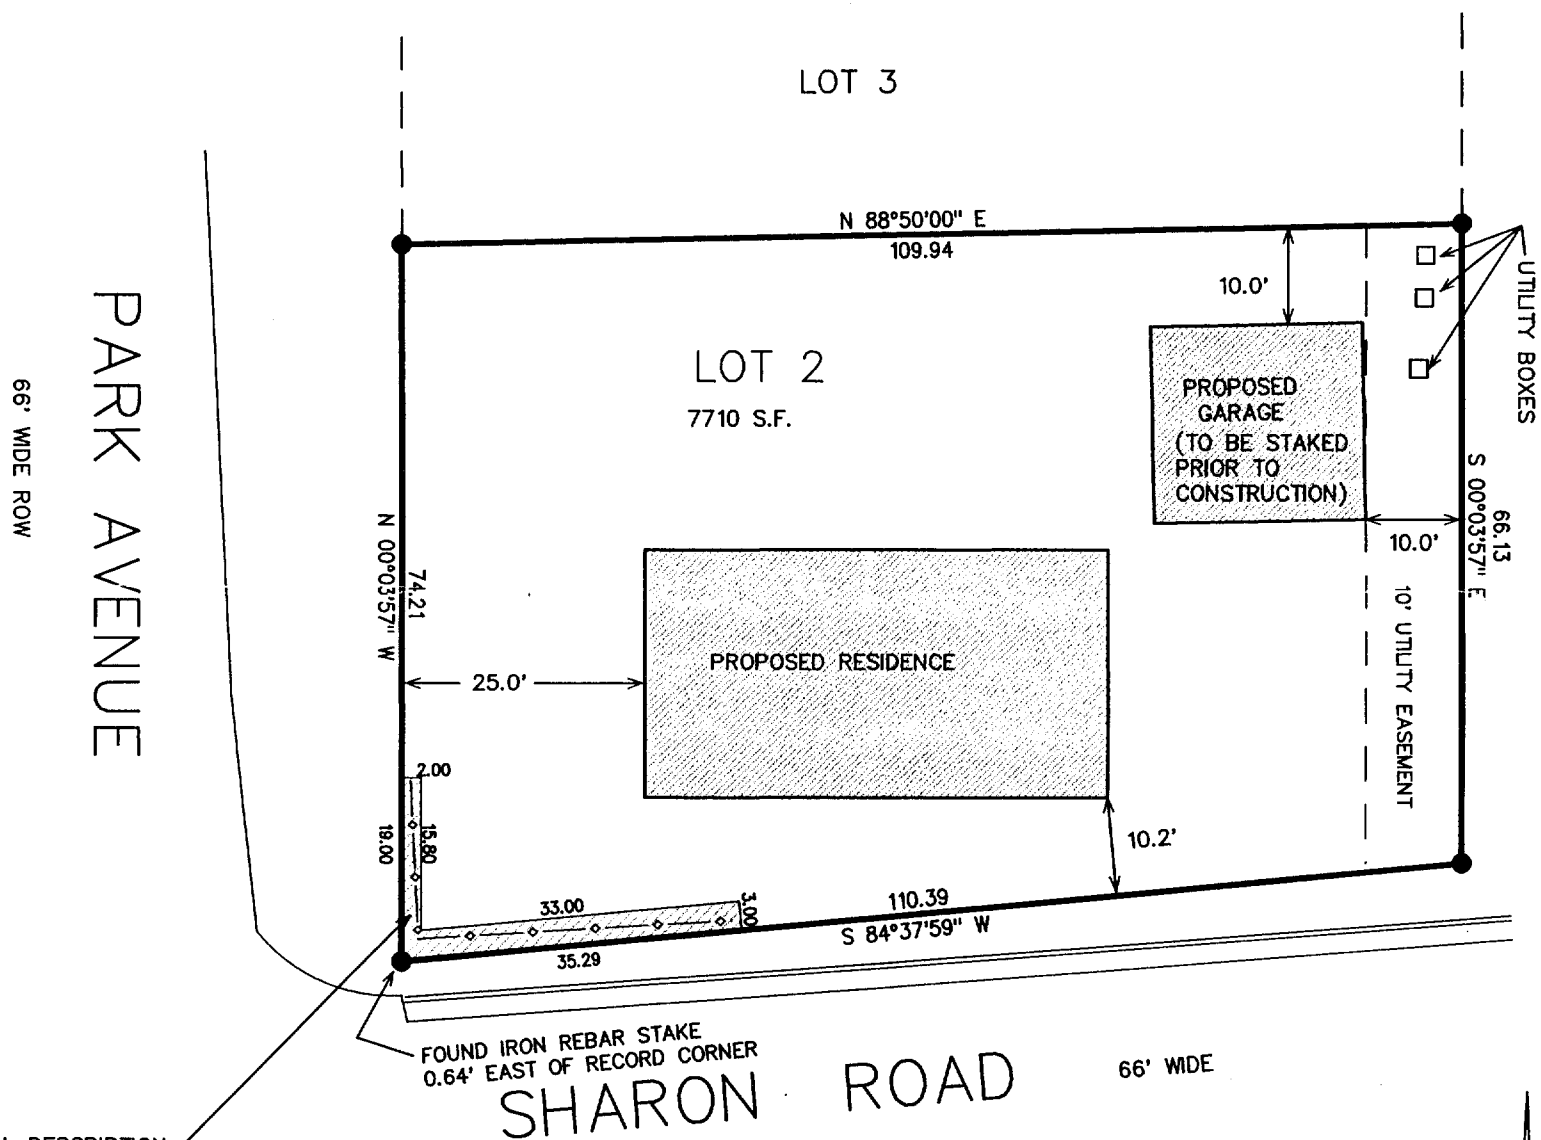 LOT 3
N 88°50'00" E
109.94
10.0'
UTILITY BOXES
LOT 2
7710 S.F.
PROPOSED
GARAGE
(TO BE STAKED
PRIOR TO
CONSTRUCTION)
PARK AVENUE
66' WIDE ROW
N 00°03'57" W
74.21
66.13
S 00°03'57" E
10.0'
10' UTILITY EASEMENT
PROPOSED RESIDENCE
25.0'
2.00
19.00
15.80
10.2'
33.00
3.00
110.39
S 84°37'59" W
35.29
FOUND IRON REBAR STAKE
0.64' EAST OF RECORD CORNER
SHARON ROAD
66' WIDE
DESCRIPTION